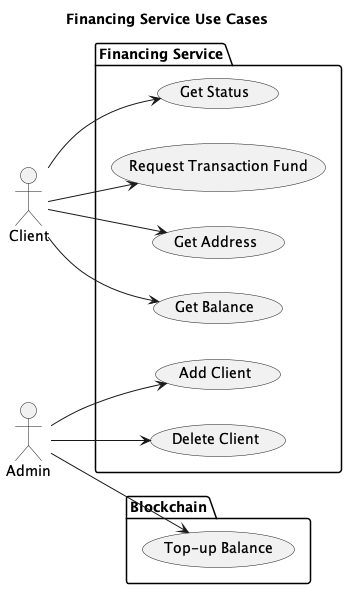 Financing Service Use Cases
Financing Service
Get Status
Request Transaction Fund
Client
Get Address
Get Balance
Add Client
Admin
Delete Client
Blockchain
Top-up Balance